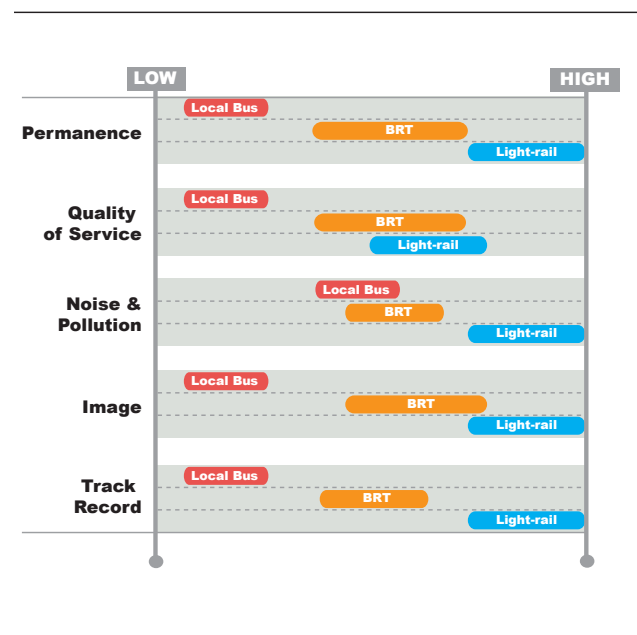 LOW
HIGH
Permanence
Local Bus
BRT
Light-rail
Quality
of Service
Local Bus
BRT
Light-rail
Noise &
Pollution
Local Bus
BRT
Light-rail
Image
Local Bus
BRT
Light-rail
Track
Record
Local Bus
BRT
Light-rail